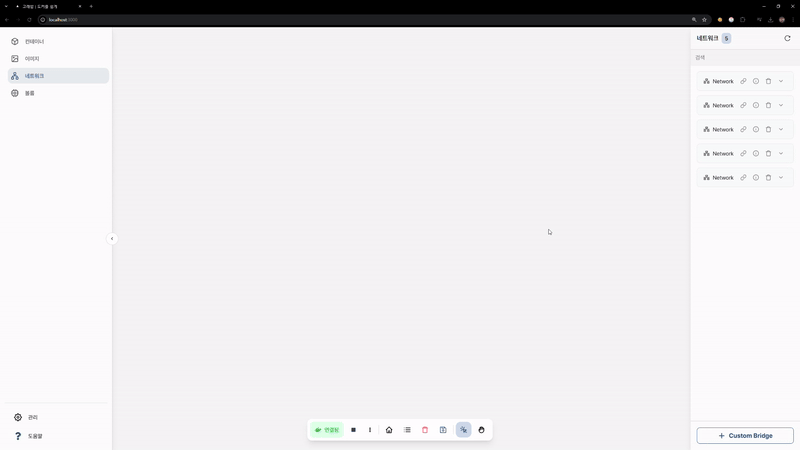 고래섬 | 도커를 쉽게
localhost:3000
컨테이너
이미지
네트워크
볼륨
관리
도움말
연결됨
네트워크 5
검색
Network
Network
Network
Network
Network
+ Custom Bridge